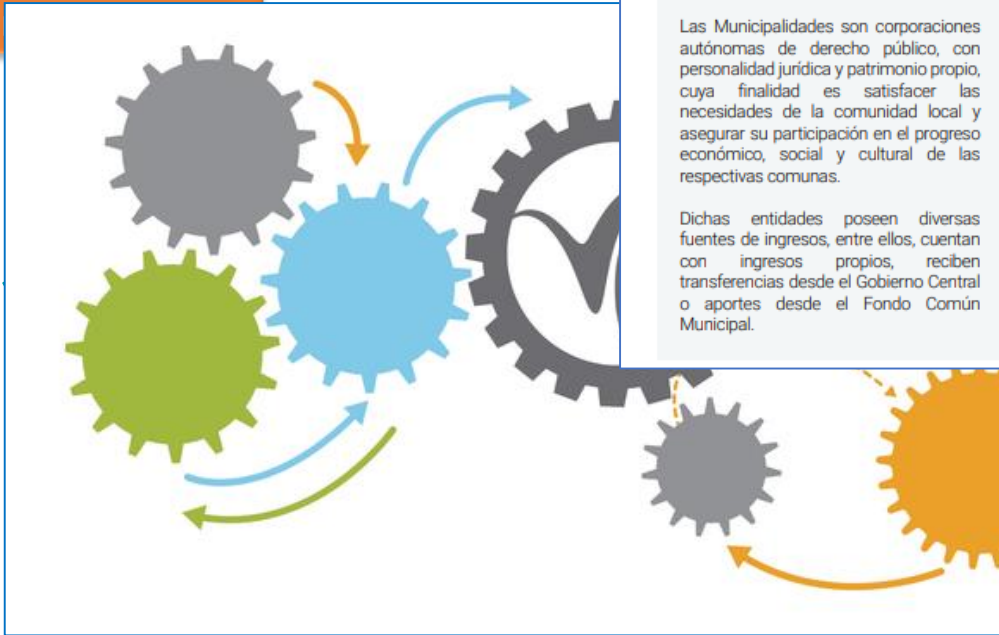 Las Municipalidades son corporaciones
autónomas de derecho público, con
personalidad jurídica y patrimonio propio,
cuya finalidad es satisfacer las
necesidades de la comunidad local y
asegurar su participación en el progreso
económico, social y cultural de las
respectivas comunas.
Dichas entidades poseen diversas
fuentes de ingresos, entre ellos, cuentan
con ingresos propios, reciben
transferencias desde el Gobierno Central
o aportes desde el Fondo Común
Municipal.